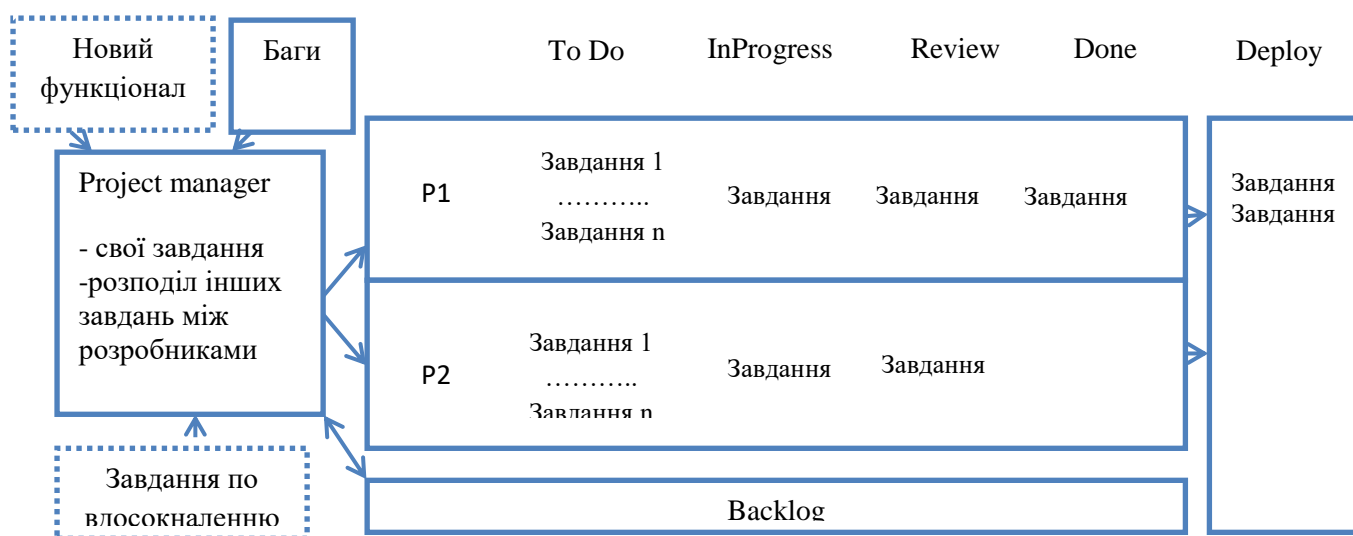 Новий
функціонал
Баги
To Do
InProgress
Review
Done
Deploy
Project manager
- свої завдання
-розподіл інших
завдань між
розробниками
P1
Завдання 1
………..
Завдання n
Завдання
Завдання
Завдання
Завдання
Завдання
P2
Завдання 1
………..
Завдання n
Завдання
Завдання
Завдання по
вдосокналенню
Backlog